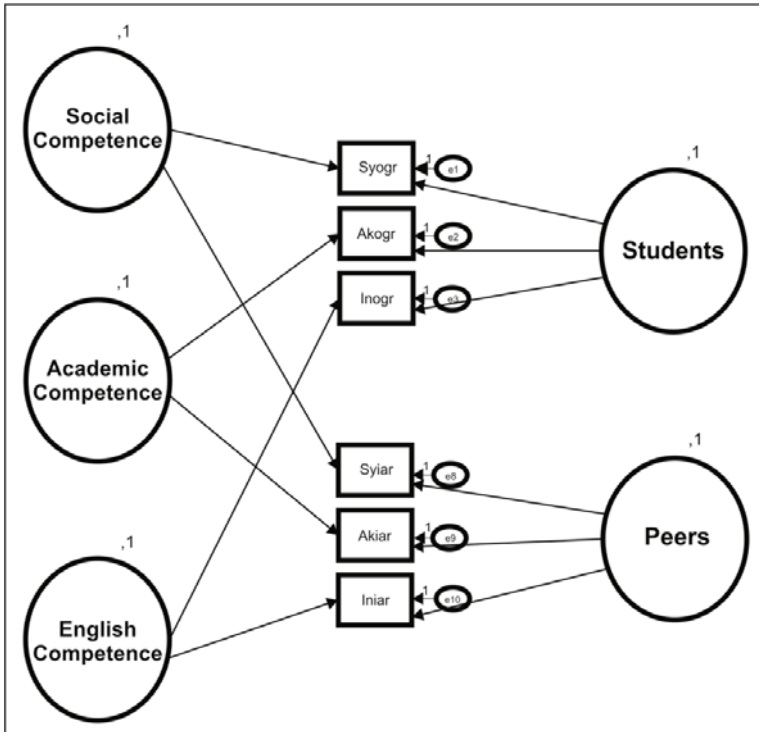 ,1
Social
Competence
,1
Academic
Competence
,1
English
Competence
Syogr
1
e1
Akogr
1
e2
Inogr
1
e3
Syiar
1
e8
Akiar
1
e9
Iniar
1
e10
,1
Students
,1
Peers